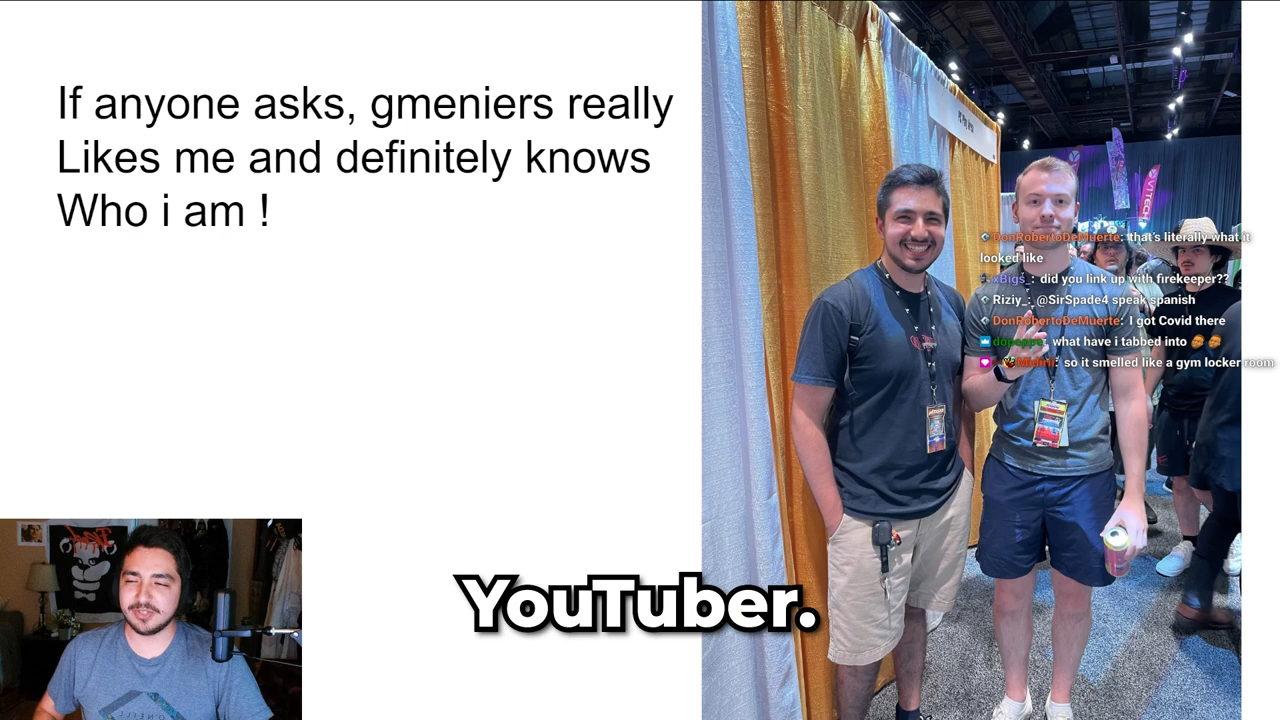 If anyone asks, gmeniers really
Likes me and definitely knows
Who i am !
VITECH
DonRobertoDeMuerte: that's literally what it
looked like
xBigs_: did you link up with firekeeper??
Riziy_: @SirSpade4 speak spanish
DonRobertoDeMuerte: I got Covid there
what have i tabbed into
so it smelled like a gym locker room
YouTuber.